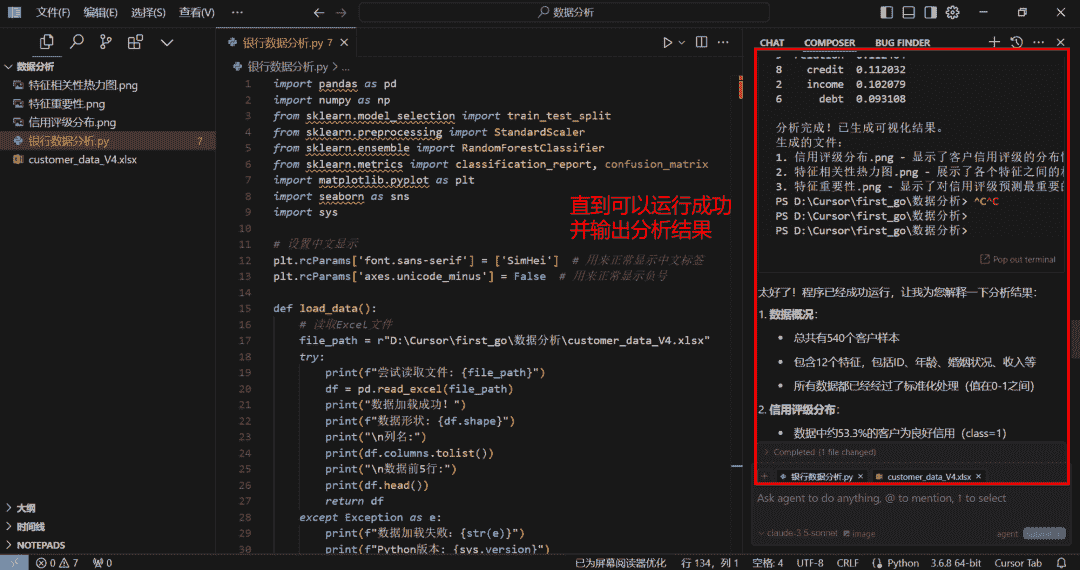 文件(F) 编辑(E) 选择(S) 查看(V) ··· ← → 数据分析
数据分析
特征相关性热力图.png
特征重要性.png
信用评级分布.png
银行数据分析.py 7
customer_data_V4.xlsx
大纲
时间线
NOTEPADS
银行数据分析.py 7 ×
银行数据分析.py > ...
1 import pandas as pd
2 import numpy as np
3 from sklearn.model_selection import train_test_split
4 from sklearn.preprocessing import StandardScaler
5 from sklearn.ensemble import RandomForestClassifier
6 from sklearn.metrics import classification_report, confusion_matrix
7 import matplotlib.pyplot as plt
8 import seaborn as sns
9 import sys
10
11 # 设置中文显示
12 plt.rcParams['font.sans-serif'] = ['SimHei'] # 用来正常显示中文标签
13 plt.rcParams['axes.unicode_minus'] = False # 用来正常显示负号
14
15 def load_data():
16 # 读取Excel文件
17 file_path = r"D:\Cursor\first_go\数据分析\customer_data_V4.xlsx"
18 try:
19 print(f"尝试读取文件: {file_path}")
20 df = pd.read_excel(file_path)
21 print("数据加载成功！")
22 print(f"数据形状: {df.shape}")
23 print("\n列名:")
24 print(df.columns.tolist())
25 print("\n数据前5行:")
26 print(df.head())
27 return df
28 except Exception as e:
29 print(f"数据加载失败: {str(e)}")
30 print(f"Python版本: {sys.version}")
直到可以运行成功
并输出分析结果
CHAT COMPOSER BUG FINDER
8 credit 0.112032
2 income 0.102079
6 debt 0.093108
分析完成！已生成可视化结果。
生成的文件:
1. 信用评级分布.png - 显示了客户信用评级的分布
2. 特征相关性热力图.png - 展示了各个特征之间的
3. 特征重要性.png - 显示了对信用评级预测最重要
PS D:\Cursor\first_go\数据分析> ^C^C
PS D:\Cursor\first_go\数据分析>
PS D:\Cursor\first_go\数据分析>
Pop out terminal
太好了！程序已经成功运行，让我为您解释一下分析结果：
1. 数据概况：
• 总共有540个客户样本
• 包含12个特征，包括ID、年龄、婚姻状况、收入等
• 所有数据都已经经过了标准化处理（值在0-1之间）
2. 信用评级分布：
• 数据中约53.3%的客户为良好信用（class=1）
Completed (1 file changed)
+ 银行数据分析.py × customer_data_V4.xlsx ×
Ask agent to do anything, @ to mention, ↑ to select
claude-3.5-sonnet image agent
0 7 0 已为屏幕阅读器优化 行 134，列 1 空格: 4 UTF-8 CRLF Python 3.6.8 64-bit Cursor Tab